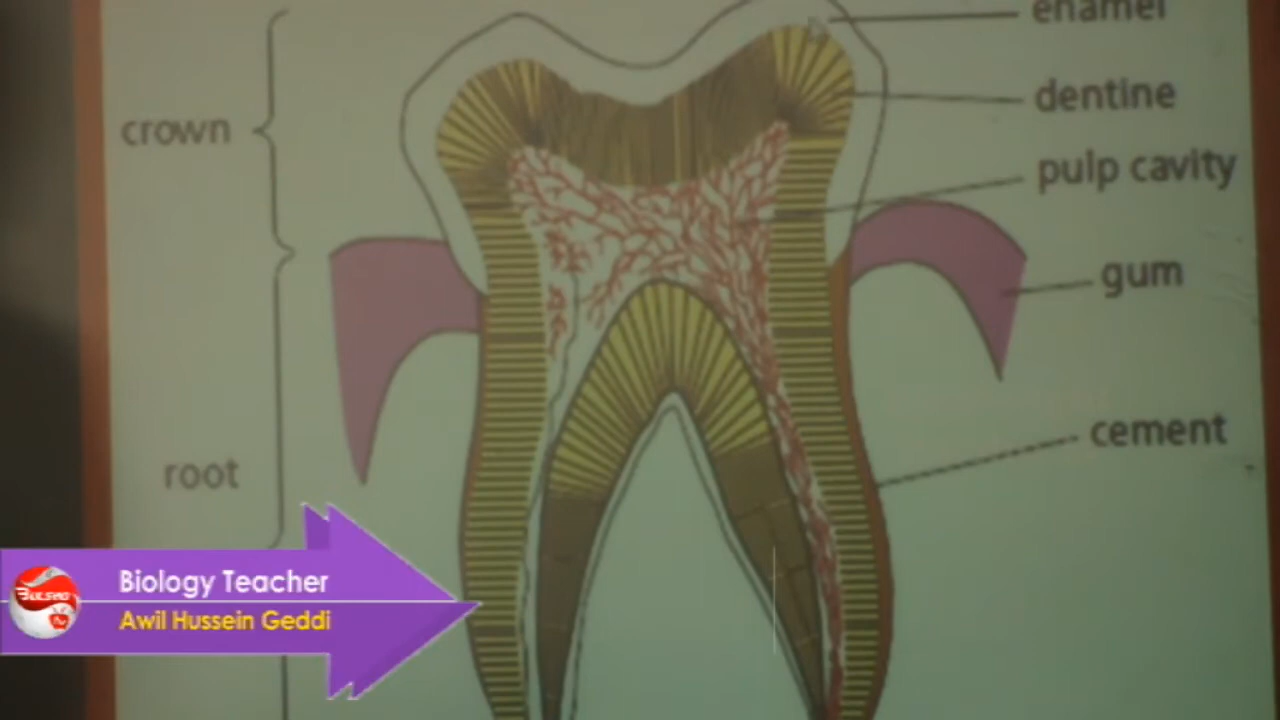 enamel
crown
dentine
pulp cavity
gum
cement
root
Biology Teacher
Awil Hussein Geddi